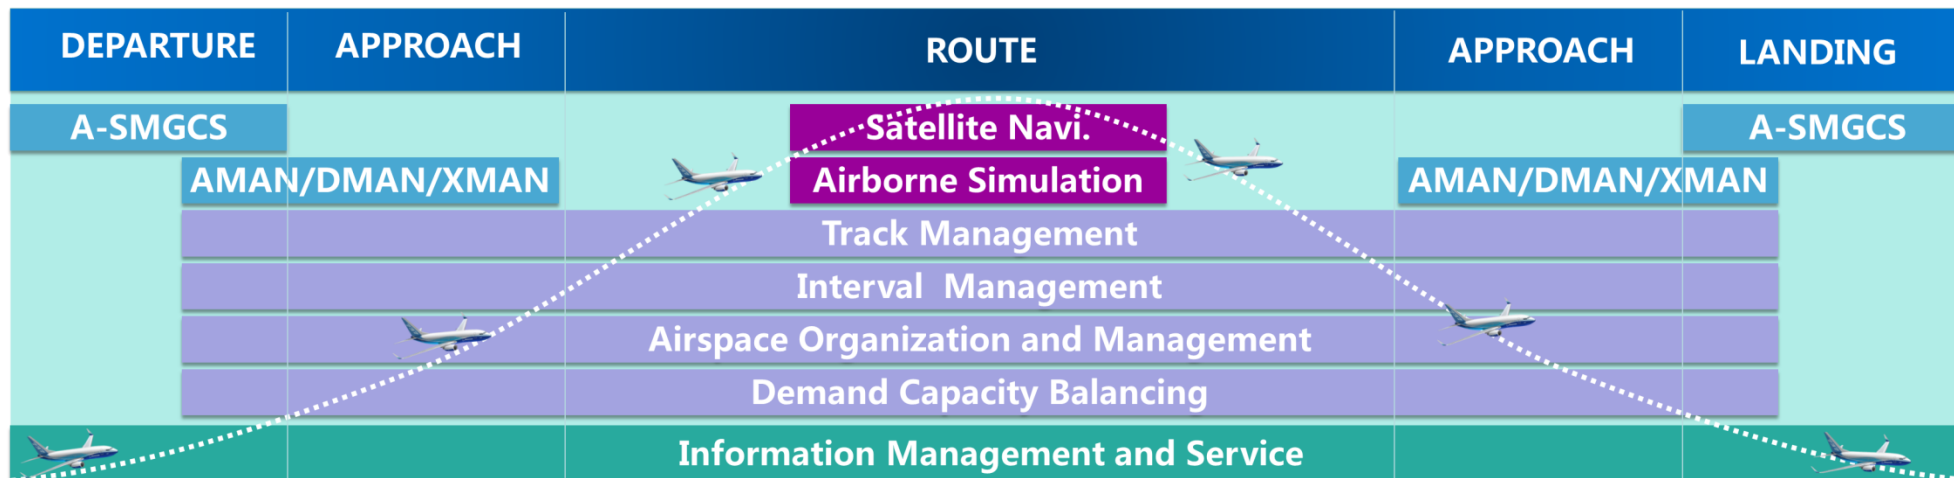 DEPARTURE APPROACH ROUTE APPROACH LANDING
A-SMGCS Satellite Navi. A-SMGCS
AMAN/DMAN/XMAN Airborne Simulation AMAN/DMAN/XMAN
Track Management
Interval  Management
Airspace Organization and Management
Demand Capacity Balancing
Information Management and Service